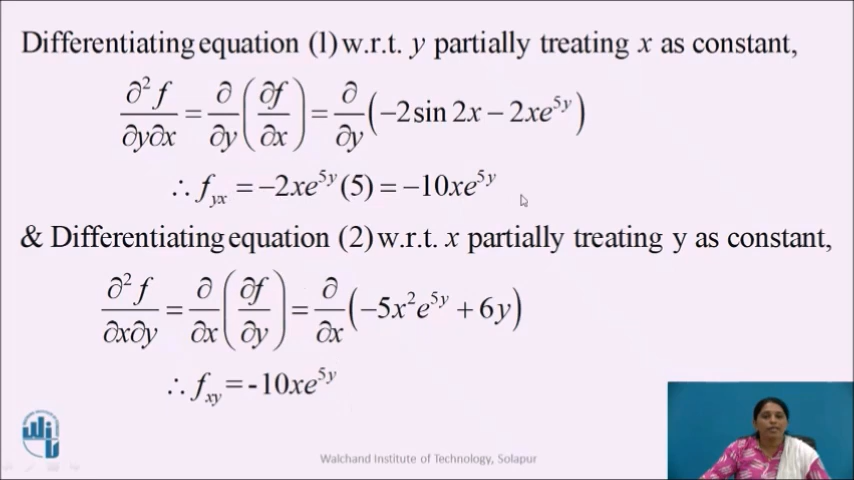 Differentiating equation (1) w.r.t. y partially treating x as constant,
∂²f/∂y∂x = ∂/∂y (∂f/∂x) = ∂/∂y (−2 sin 2x − 2xe^{5y})
∴ f_{yx} = −2xe^{5y}(5) = −10xe^{5y}
& Differentiating equation (2) w.r.t. x partially treating y as constant,
∂²f/∂x∂y = ∂/∂x (∂f/∂y) = ∂/∂x (−5x²e^{5y} + 6y)
∴ f_{xy} = -10xe^{5y}
Walchand Institute of Technology, Solapur